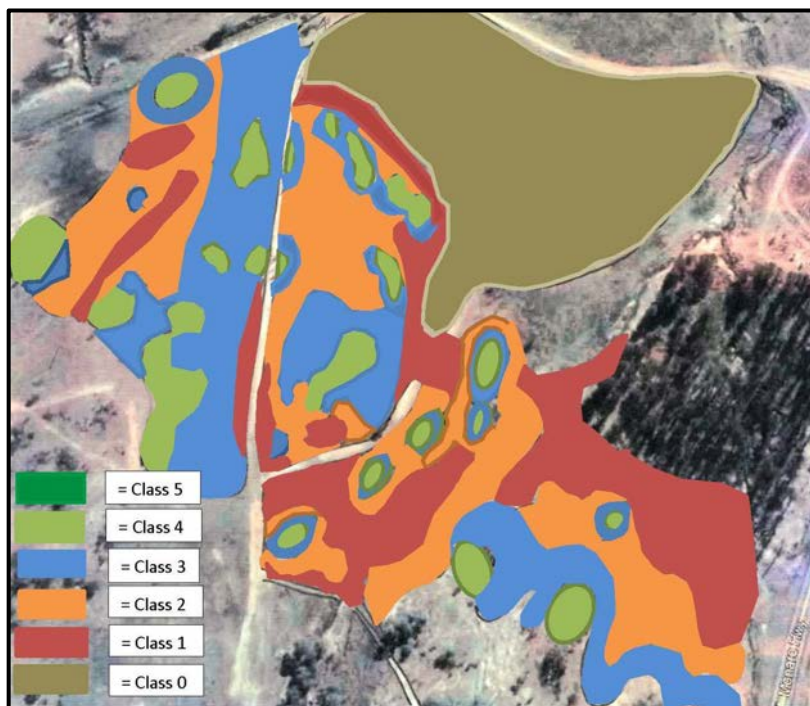 = Class 5
= Class 4
= Class 3
= Class 2
= Class 1
= Class 0